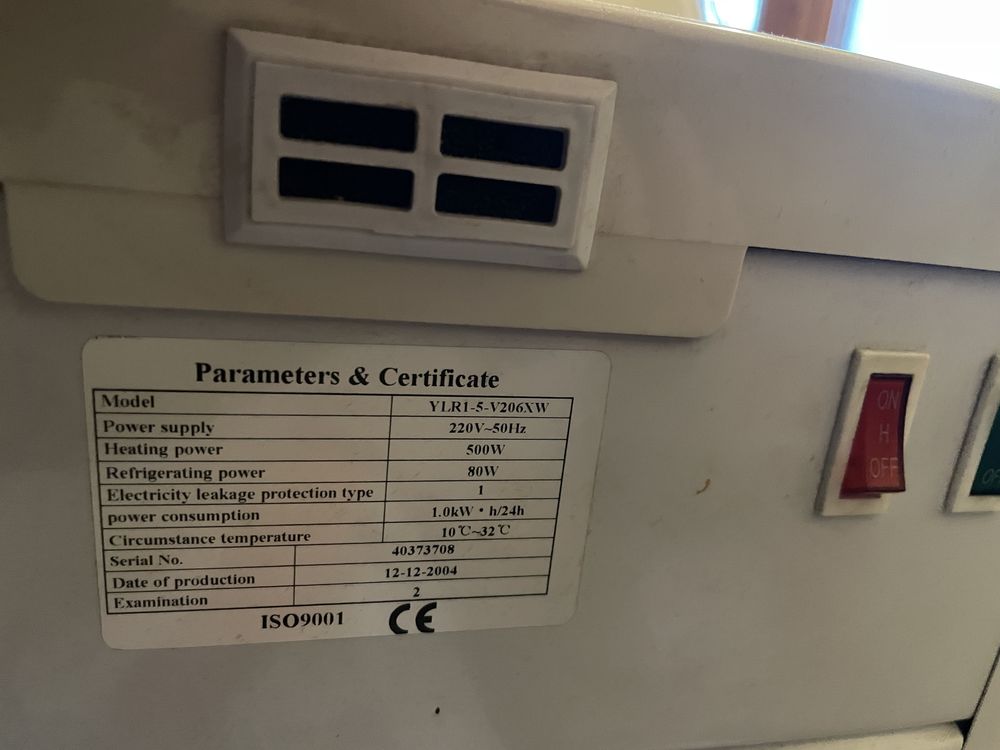 Parameters & Certificate
Model YLR1-5-V206XW
Power supply 220V~50Hz
Heating power 500W
Refrigerating power 80W
Electricity leakage protection type 1
power consumption 1.0kW・h/24h
Circumstance temperature 10℃~32℃
Serial No. 40373708
Date of production 12-12-2004
Examination 2
ISO9001 CE
ON
H
OFF